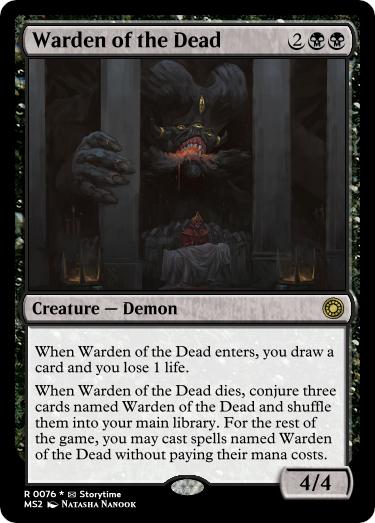 Warden of the Dead 2
Creature — Demon
When Warden of the Dead enters, you draw a
card and you lose 1 life.
When Warden of the Dead dies, conjure three
cards named Warden of the Dead and shuffle
them into your main library. For the rest of
the game, you may cast spells named Warden
of the Dead without paying their mana costs.
4/4
R 0076 * Storytime
MS2 Natasha Nanook